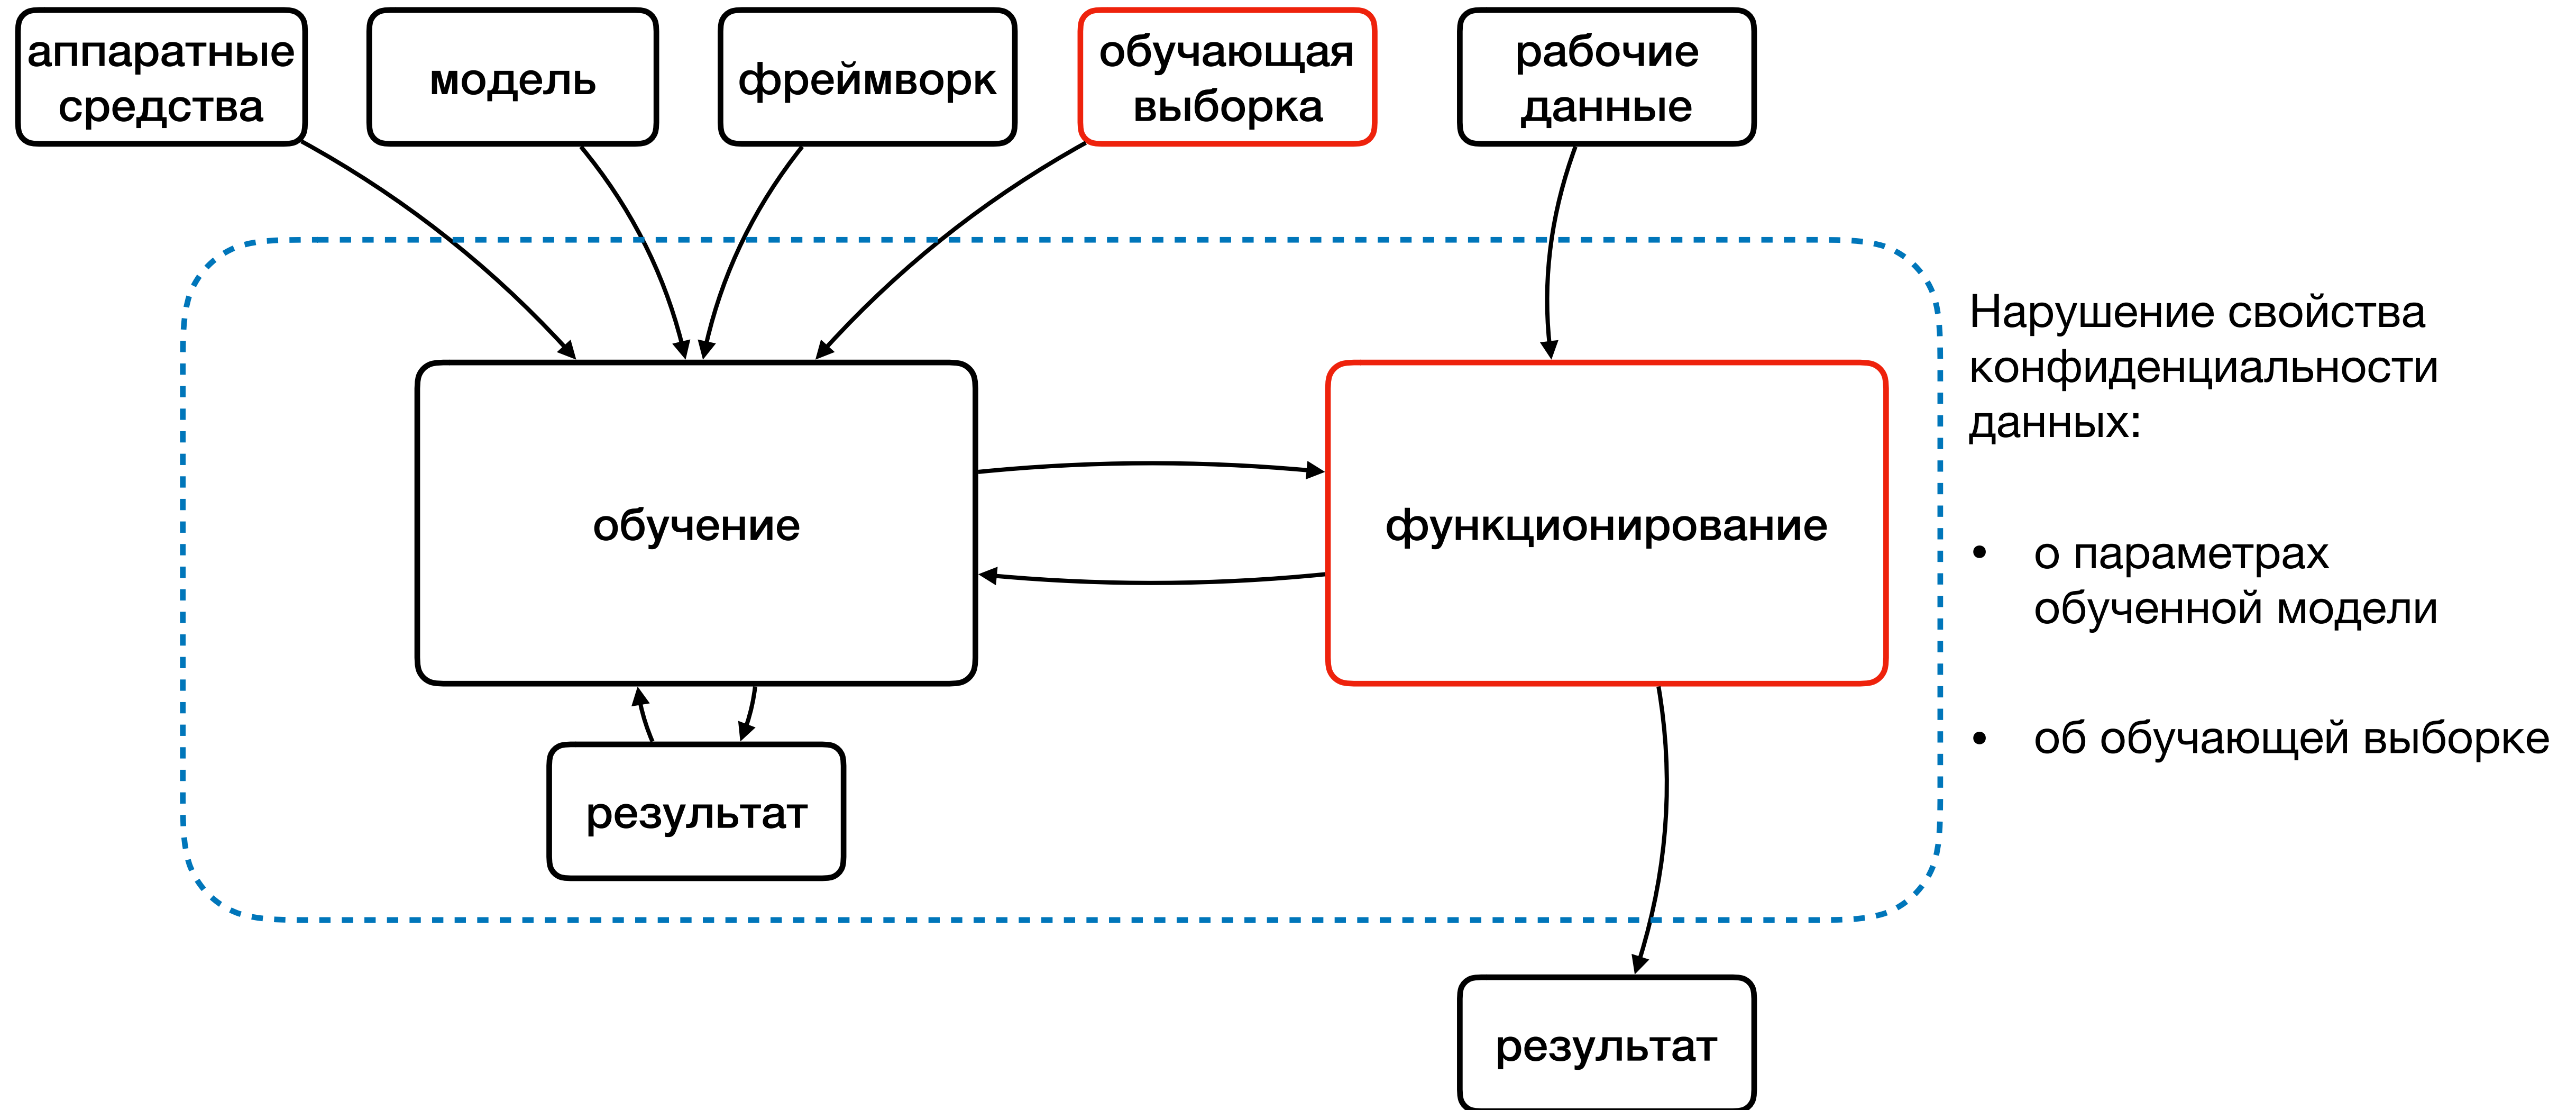 аппаратные
средства
модель
фреймворк
обучающая
выборка
рабочие
данные
Нарушение свойства
конфиденциальности
данных:
обучение
функционирование
• о параметрах
обученной модели
• об обучающей выборке
результат
результат